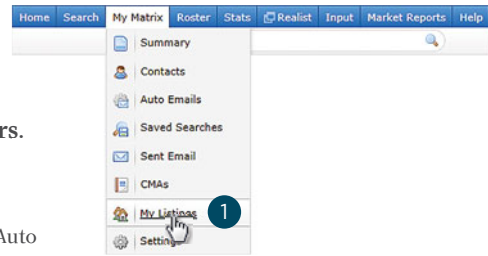 Home Search My Matrix Roster Stats Realist Input Market Reports Help
Summary
Contacts
Auto Emails
rs.
Saved Searches
Sent Email
CMAs
My Listings 1
Auto
Settings